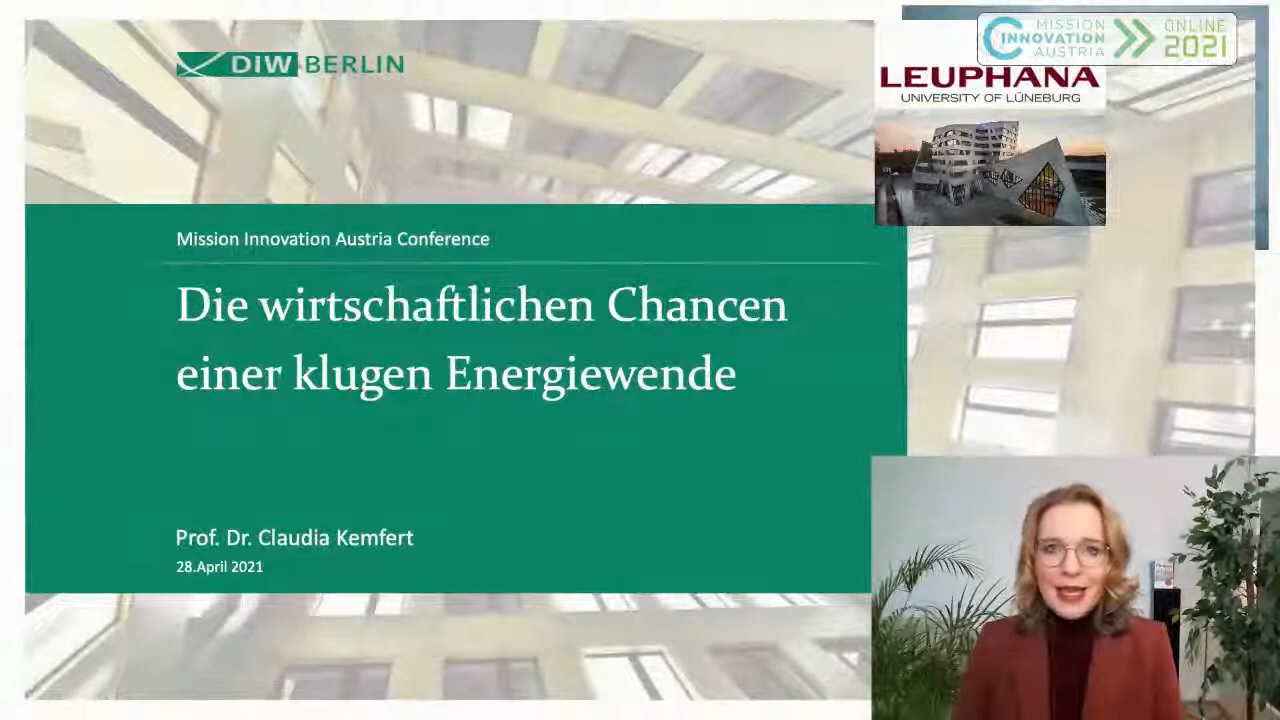 DIW BERLIN
MISSION
INNOVATION
AUSTRIA
ONLINE
2021
LEUPHANA
UNIVERSITY OF LÜNEBURG
Mission Innovation Austria Conference
Die wirtschaftlichen Chancen
einer klugen Energiewende
Prof. Dr. Claudia Kemfert
28.April 2021